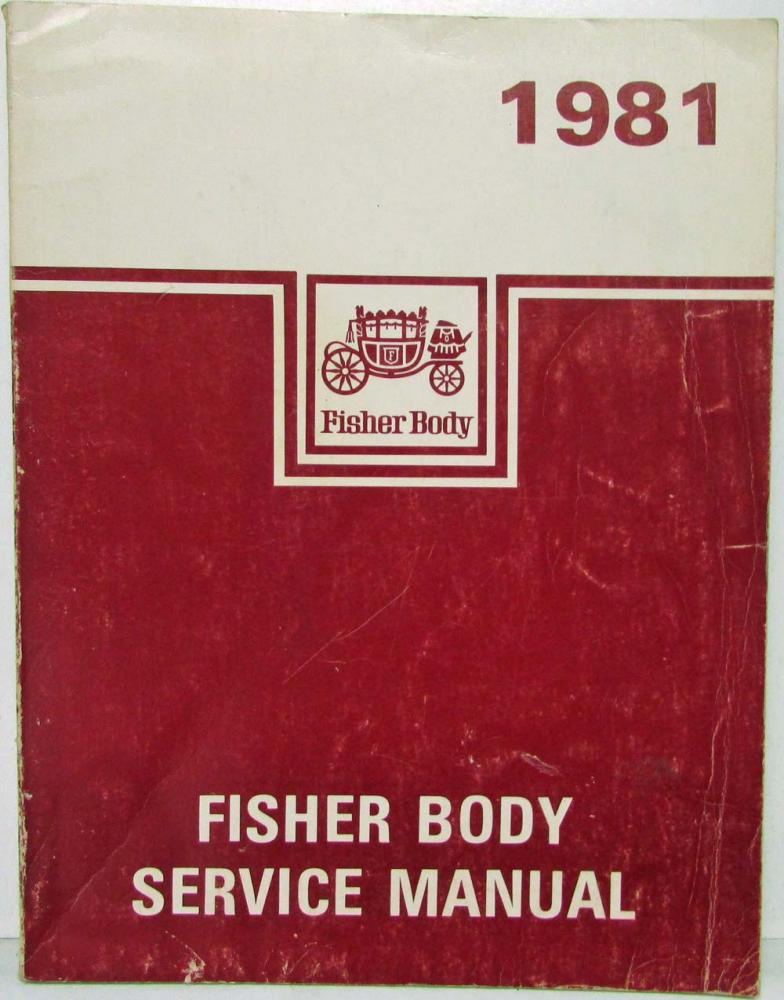 1981
F
Fisher Body
FISHER BODY
SERVICE MANUAL